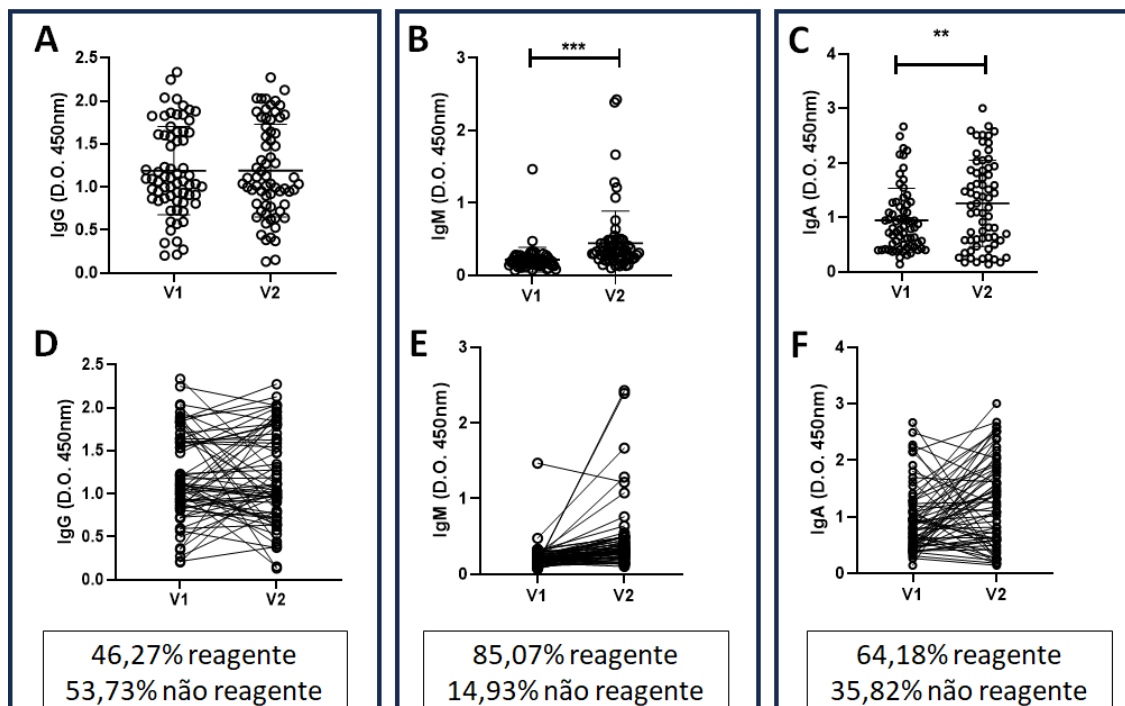 A
IgG (D.O. 450nm)
2.5
2.0
1.5
1.0
0.5
0.0
V1 V2
B
***
IgM (D.O. 450nm)
3
2
1
0
V1 V2
C
**
IgA (D.O. 450nm)
4
3
2
1
0
V1 V2
D
IgG (D.O. 450nm)
2.5
2.0
1.5
1.0
0.5
0.0
V1 V2
E
IgM (D.O. 450nm)
3
2
1
0
V1 V2
F
IgA (D.O. 450nm)
4
3
2
1
0
V1 V2
46,27% reagente
53,73% não reagente
85,07% reagente
14,93% não reagente
64,18% reagente
35,82% não reagente